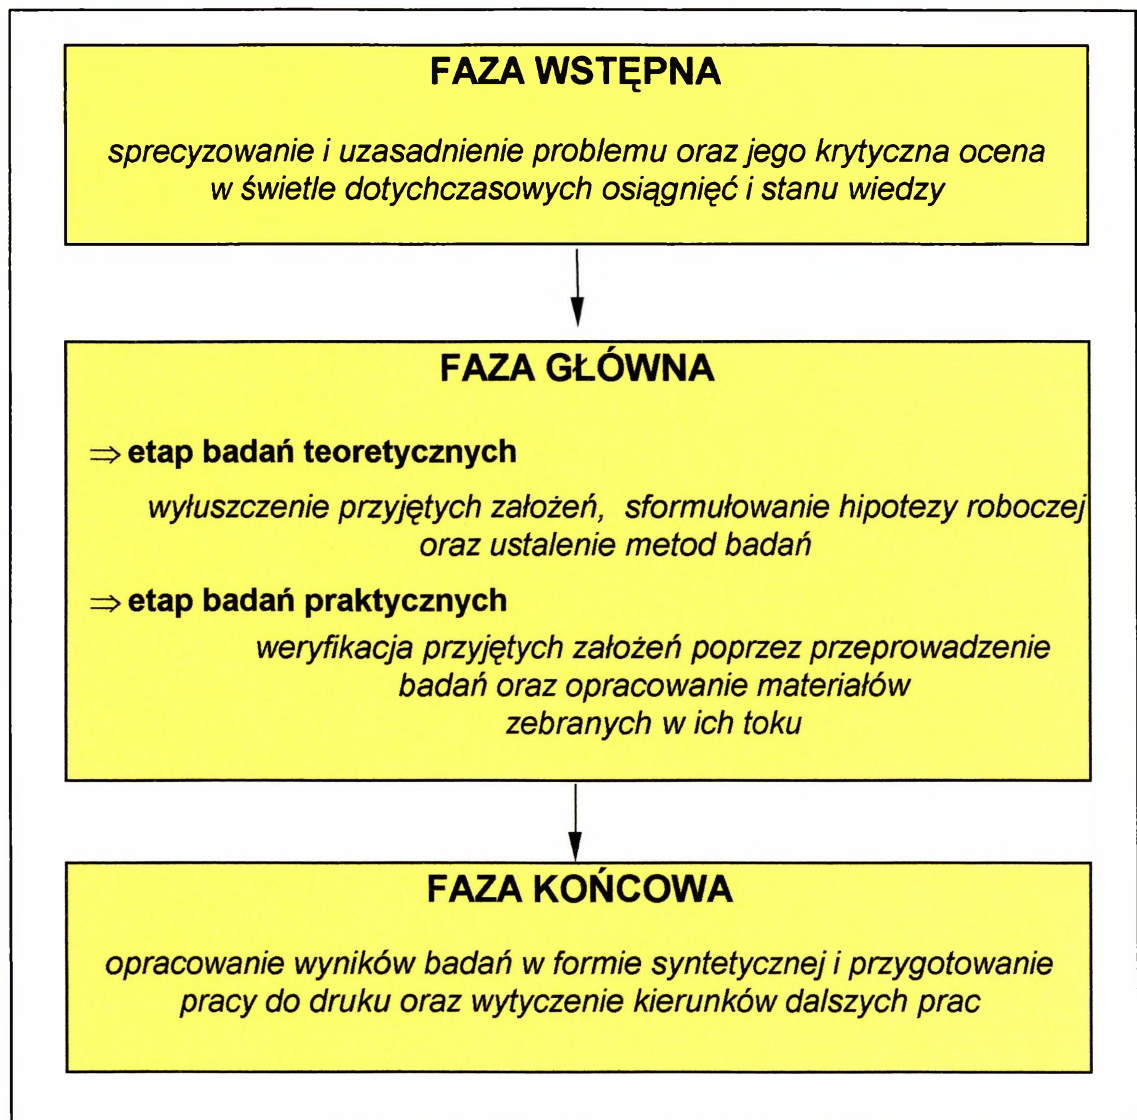 FAZA WSTĘPNA
sprecyzowanie i uzasadnienie problemu oraz jego krytyczna ocena
w świetle dotychczasowych osiągnięć i stanu wiedzy
FAZA GŁÓWNA
⇒ etap badań teoretycznych
wyłuszczenie przyjętych założeń, sformułowanie hipotezy roboczej
oraz ustalenie metod badań
⇒ etap badań praktycznych
weryfikacja przyjętych założeń poprzez przeprowadzenie
badań oraz opracowanie materiałów
zebranych w ich toku
FAZA KOŃCOWA
opracowanie wyników badań w formie syntetycznej i przygotowanie
pracy do druku oraz wytyczenie kierunków dalszych prac